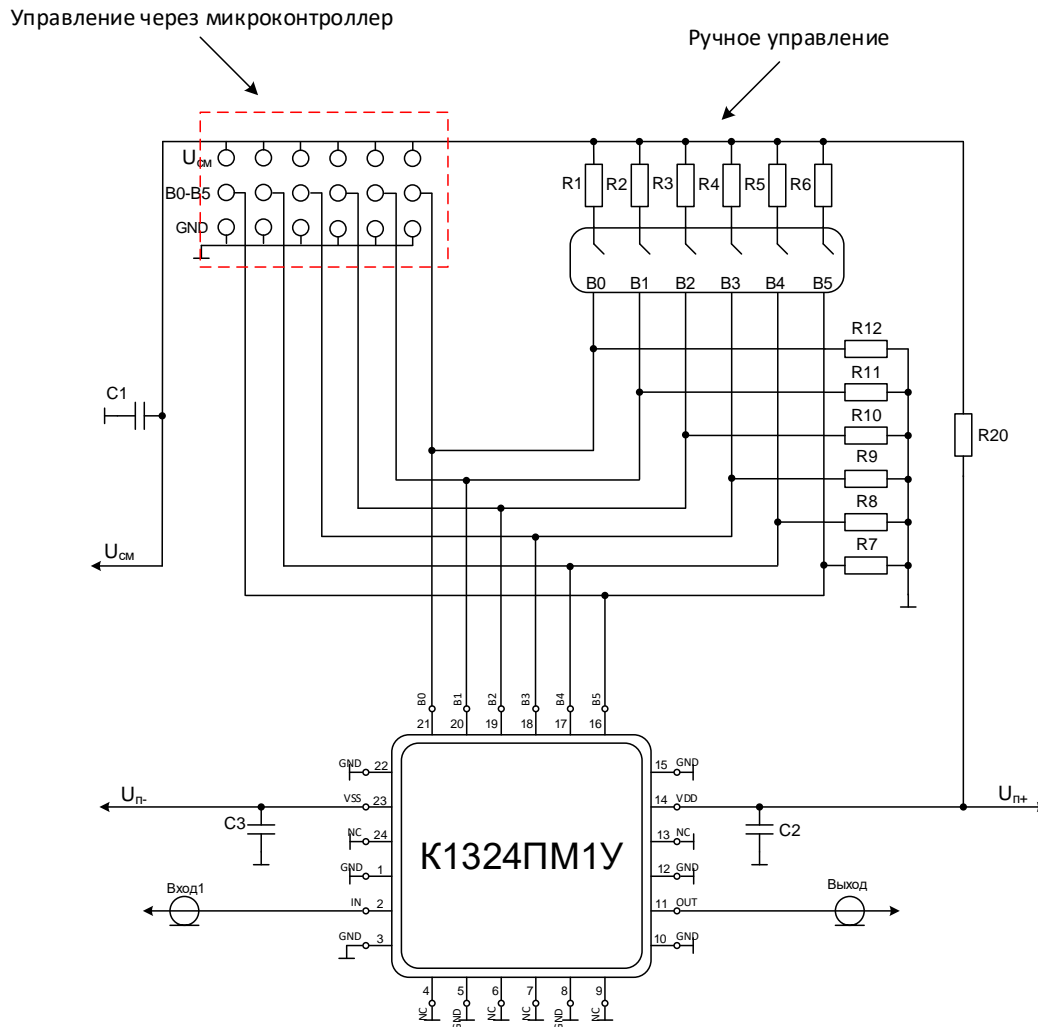 Управление через микроконтроллер
Ручное управление
Uсм
B0-B5
GND
R1 R2 R3 R4 R5 R6
B0 B1 B2 B3 B4 B5
R12
R11
R10
R9
R8
R7
C1
R20
Uсм
B0 B1 B2 B3 B4 B5
21 20 19 18 17 16
GND 22
15 GND
Uп-
VSS 23
14 VDD
Uп+
C3
C2
NC 24
13 NC
К1324ПМ1У
GND 1
12 GND
Вход1
IN 2
11 OUT
Выход
GND 3
10 GND
4 5 6 7 8 9
NC GND NC NC GND NC